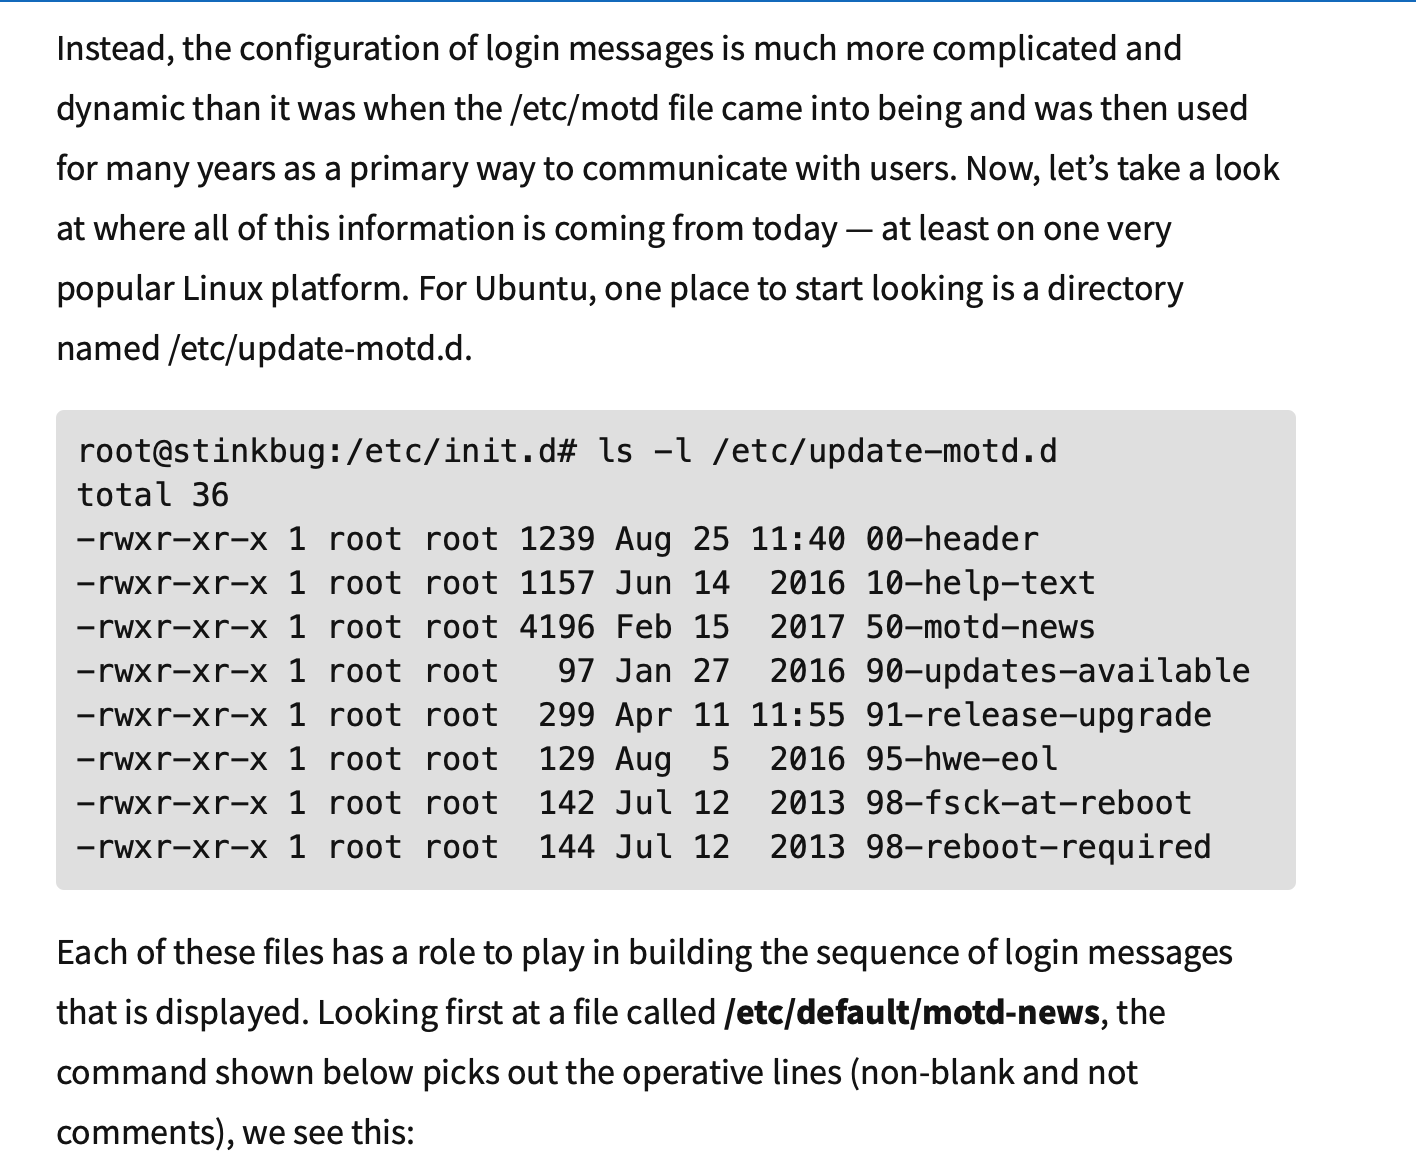 Instead, the configuration of login messages is much more complicated and
dynamic than it was when the /etc/motd file came into being and was then used
for many years as a primary way to communicate with users. Now, let’s take a look
at where all of this information is coming from today — at least on one very
popular Linux platform. For Ubuntu, one place to start looking is a directory
named /etc/update-motd.d.
root@stinkbug:/etc/init.d# ls -l /etc/update-motd.d
total 36
-rwxr-xr-x 1 root root 1239 Aug 25 11:40 00-header
-rwxr-xr-x 1 root root 1157 Jun 14  2016 10-help-text
-rwxr-xr-x 1 root root 4196 Feb 15  2017 50-motd-news
-rwxr-xr-x 1 root root   97 Jan 27  2016 90-updates-available
-rwxr-xr-x 1 root root  299 Apr 11 11:55 91-release-upgrade
-rwxr-xr-x 1 root root  129 Aug  5  2016 95-hwe-eol
-rwxr-xr-x 1 root root  142 Jul 12  2013 98-fsck-at-reboot
-rwxr-xr-x 1 root root  144 Jul 12  2013 98-reboot-required
Each of these files has a role to play in building the sequence of login messages
that is displayed. Looking first at a file called /etc/default/motd-news, the
command shown below picks out the operative lines (non-blank and not
comments), we see this: